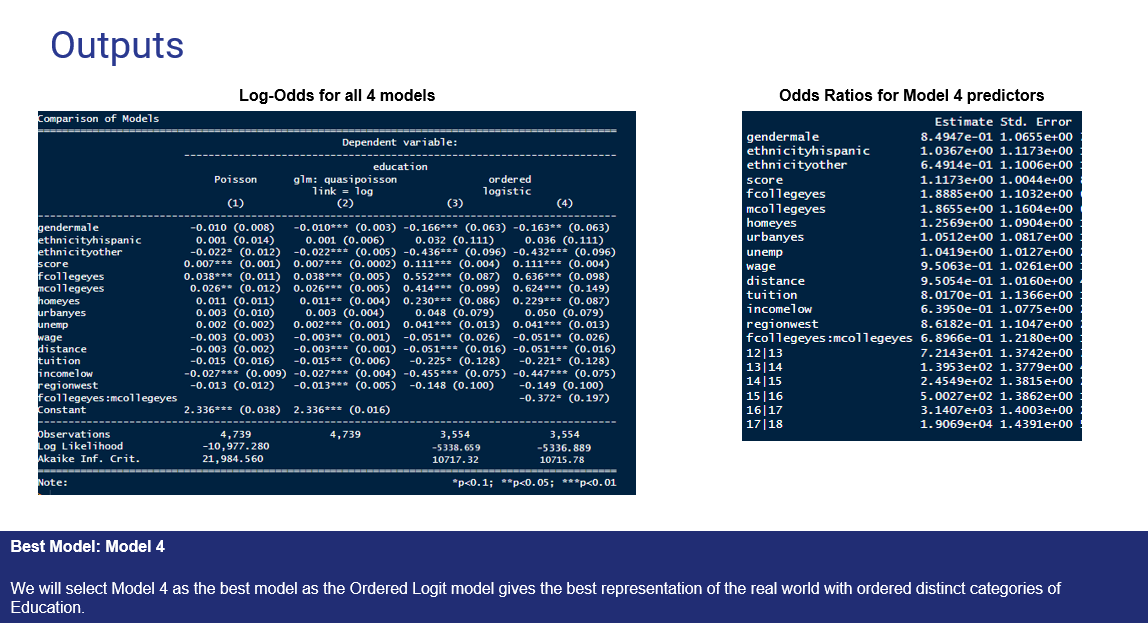 Outputs
Log-Odds for all 4 models
Comparison of Models
Dependent variable:
education
Poisson glm: quasipoisson ordered
link = log logistic
(1) (2) (3) (4)
gendermale -0.010 (0.008) -0.010*** (0.003) -0.166*** (0.063) -0.163** (0.063)
ethnicityhispanic 0.001 (0.014) 0.001 (0.006) 0.032 (0.111) 0.036 (0.111)
ethnicityother -0.022* (0.012) -0.022*** (0.005) -0.436*** (0.096) -0.432*** (0.096)
score 0.007*** (0.001) 0.007*** (0.0002) 0.111*** (0.004) 0.111*** (0.004)
fcollegeyes 0.038*** (0.011) 0.038*** (0.005) 0.552*** (0.087) 0.636*** (0.098)
mcollegeyes 0.026** (0.012) 0.026*** (0.005) 0.414*** (0.099) 0.624*** (0.149)
homeyes 0.011 (0.011) 0.011** (0.004) 0.230*** (0.086) 0.229*** (0.087)
urbanyes 0.003 (0.010) 0.003 (0.004) 0.048 (0.079) 0.050 (0.079)
unemp 0.002 (0.002) 0.002*** (0.001) 0.041*** (0.013) 0.041*** (0.013)
wage -0.003 (0.003) -0.003** (0.001) -0.051** (0.026) -0.051** (0.026)
distance -0.003 (0.002) -0.003*** (0.001) -0.051*** (0.016) -0.051*** (0.016)
tuition -0.015 (0.016) -0.015** (0.006) -0.225* (0.128) -0.221* (0.128)
incomelow -0.027*** (0.009) -0.027*** (0.004) -0.455*** (0.075) -0.447*** (0.075)
regionwest -0.013 (0.012) -0.013*** (0.005) -0.148 (0.100) -0.149 (0.100)
fcollegeyes:mcollegeyes -0.372* (0.197)
Constant 2.336*** (0.038) 2.336*** (0.016)
Observations 4,739 4,739 3,554 3,554
Log Likelihood -10,977.280 -5338.659 -5336.889
Akaike Inf. Crit. 21,984.560 10717.32 10715.78
Note: *p<0.1; **p<0.05; ***p<0.01
Odds Ratios for Model 4 predictors
Estimate Std. Error
gendermale 8.4947e-01 1.0655e+00
ethnicityhispanic 1.0367e+00 1.1173e+00
ethnicityother 6.4914e-01 1.1006e+00
score 1.1173e+00 1.0044e+00
fcollegeyes 1.8885e+00 1.1032e+00
mcollegeyes 1.8655e+00 1.1604e+00
homeyes 1.2569e+00 1.0904e+00
urbanyes 1.0512e+00 1.0817e+00
unemp 1.0419e+00 1.0127e+00
wage 9.5063e-01 1.0261e+00
distance 9.5054e-01 1.0160e+00
tuition 8.0170e-01 1.1366e+00
incomelow 6.3950e-01 1.0775e+00
regionwest 8.6182e-01 1.1047e+00
fcollegeyes:mcollegeyes 6.8966e-01 1.2180e+00
12|13 7.2143e+01 1.3742e+00
13|14 1.3953e+02 1.3779e+00
14|15 2.4549e+02 1.3815e+00
15|16 5.0027e+02 1.3862e+00
16|17 3.1407e+03 1.4003e+00
17|18 1.9069e+04 1.4391e+00
Best Model: Model 4
We will select Model 4 as the best model as the Ordered Logit model gives the best representation of the real world with ordered distinct categories of
Education.